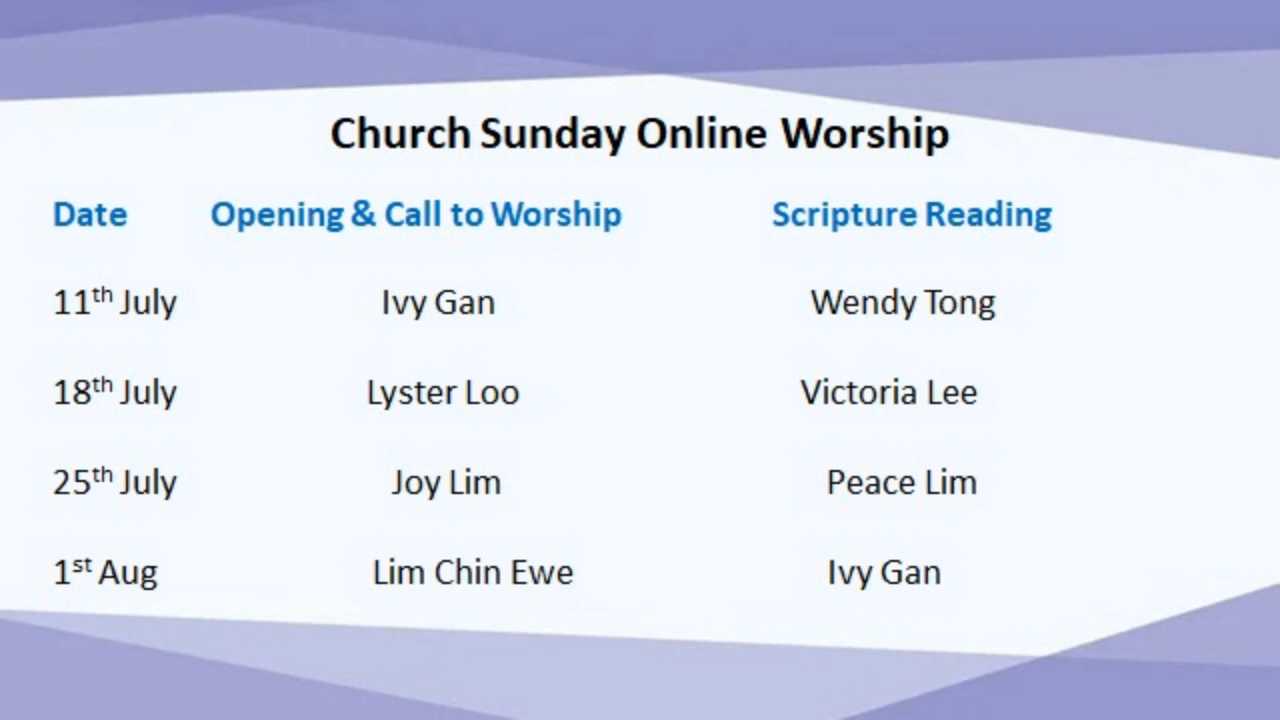 Church Sunday Online Worship
Date Opening & Call to Worship Scripture Reading
11th July Ivy Gan Wendy Tong
18th July Lyster Loo Victoria Lee
25th July Joy Lim Peace Lim
1st Aug Lim Chin Ewe Ivy Gan